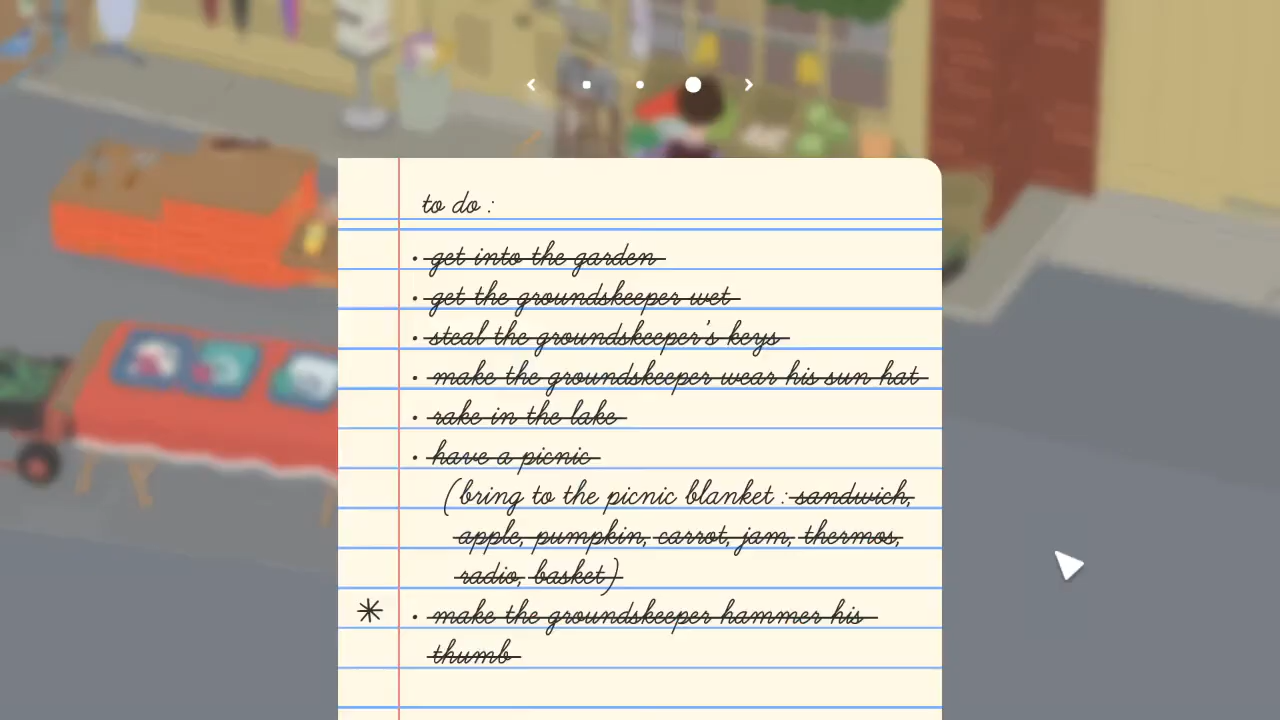 to do :
• get into the garden
• get the groundskeeper wet
• steal the groundskeeper's keys
• make the groundskeeper wear his sun hat
• rake in the lake
• have a picnic
(bring to the picnic blanket : sandwich,
apple, pumpkin, carrot, jam, thermos,
radio, basket)
* • make the groundskeeper hammer his
thumb